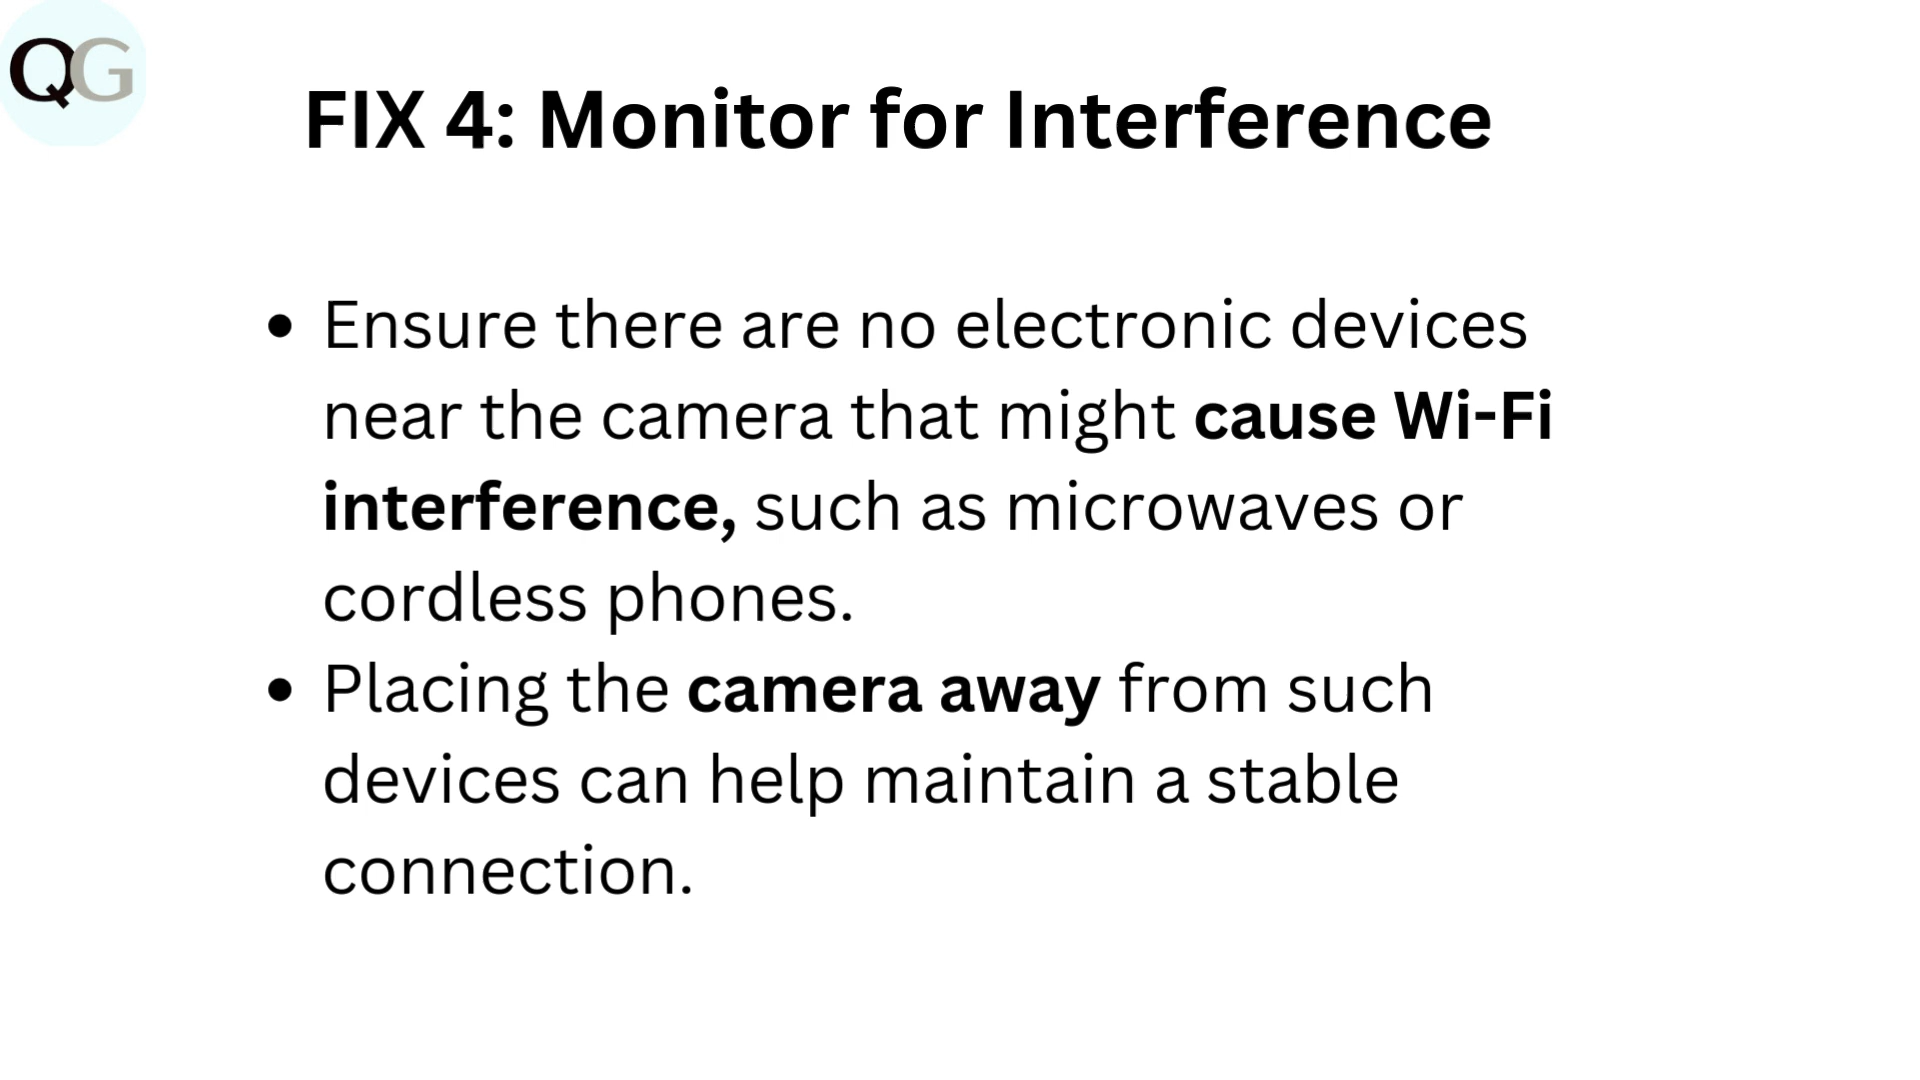 QG
FIX 4: Monitor for Interference
• Ensure there are no electronic devices
near the camera that might cause Wi-Fi
interference, such as microwaves or
cordless phones.
• Placing the camera away from such
devices can help maintain a stable
connection.